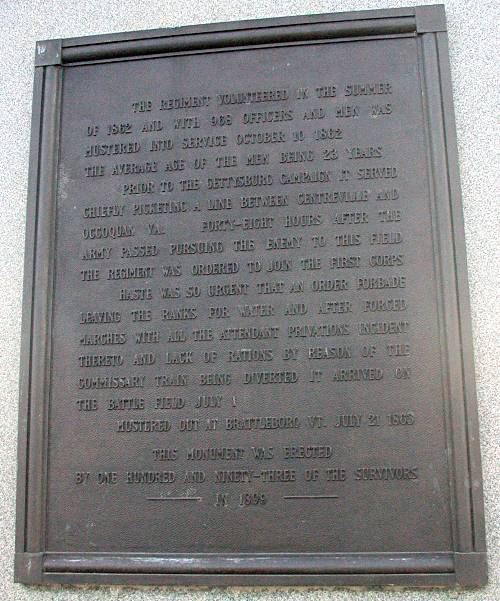 THE REGIMENT VOLUNTEERED IN THE SUMMER
OF 1862 AND WITH 968 OFFICERS AND MEN WAS
MUSTERED INTO SERVICE OCTOBER 10 1862
THE AVERAGE AGE OF THE MEN BEING 23 YEARS
PRIOR TO THE GETTYSBURG CAMPAIGN IT SERVED
CHIEFLY PICKETING A LINE BETWEEN CENTREVILLE AND
OCCOQUAN VA. FORTY-EIGHT HOURS AFTER THE
ARMY PASSED PURSUING THE ENEMY TO THIS FIELD
THE REGIMENT WAS ORDERED TO JOIN THE FIRST CORPS
HASTE WAS SO URGENT THAT AN ORDER FORBADE
LEAVING THE RANKS FOR WATER AND AFTER FORCED
MARCHES WITH ALL THE ATTENDANT PRIVATIONS INCIDENT
THERETO AND LACK OF RATIONS BY REASON OF THE
COMMISSARY TRAIN BEING DIVERTED IT ARRIVED ON
THE BATTLE FIELD JULY 1
MUSTERED OUT AT BRATTLEBORO VT. JULY 21 1863
THIS MONUMENT WAS ERECTED
BY ONE HUNDRED AND NINETY-THREE OF THE SURVIVORS
IN 1899